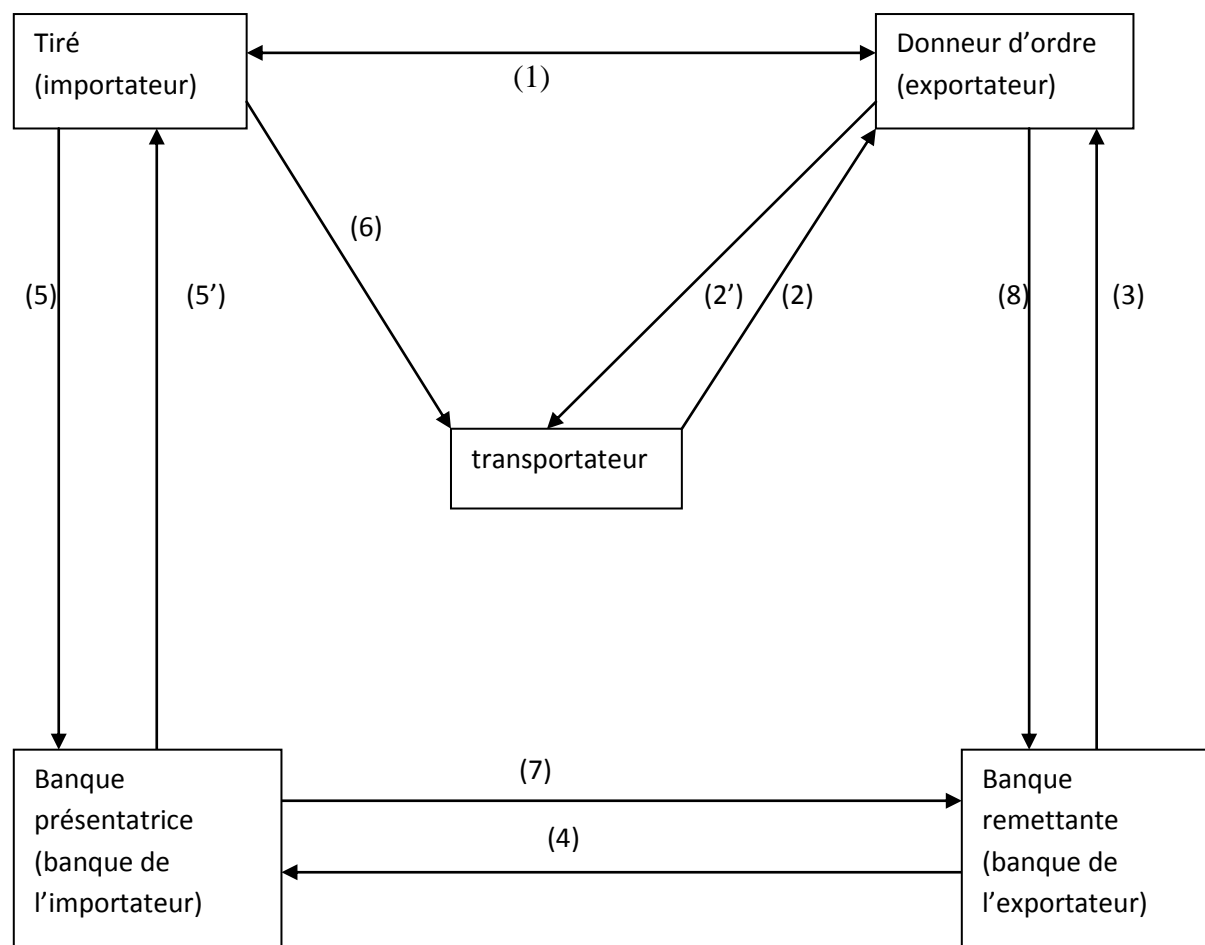 Tiré
(importateur)
Donneur d’ordre
(exportateur)
(1)
(6)
(5)
(5’)
(2’)
(2)
(8)
(3)
transportateur
Banque
présentatrice
(banque de
l’importateur)
(7)
(4)
Banque
remettante
(banque de
l’exportateur)